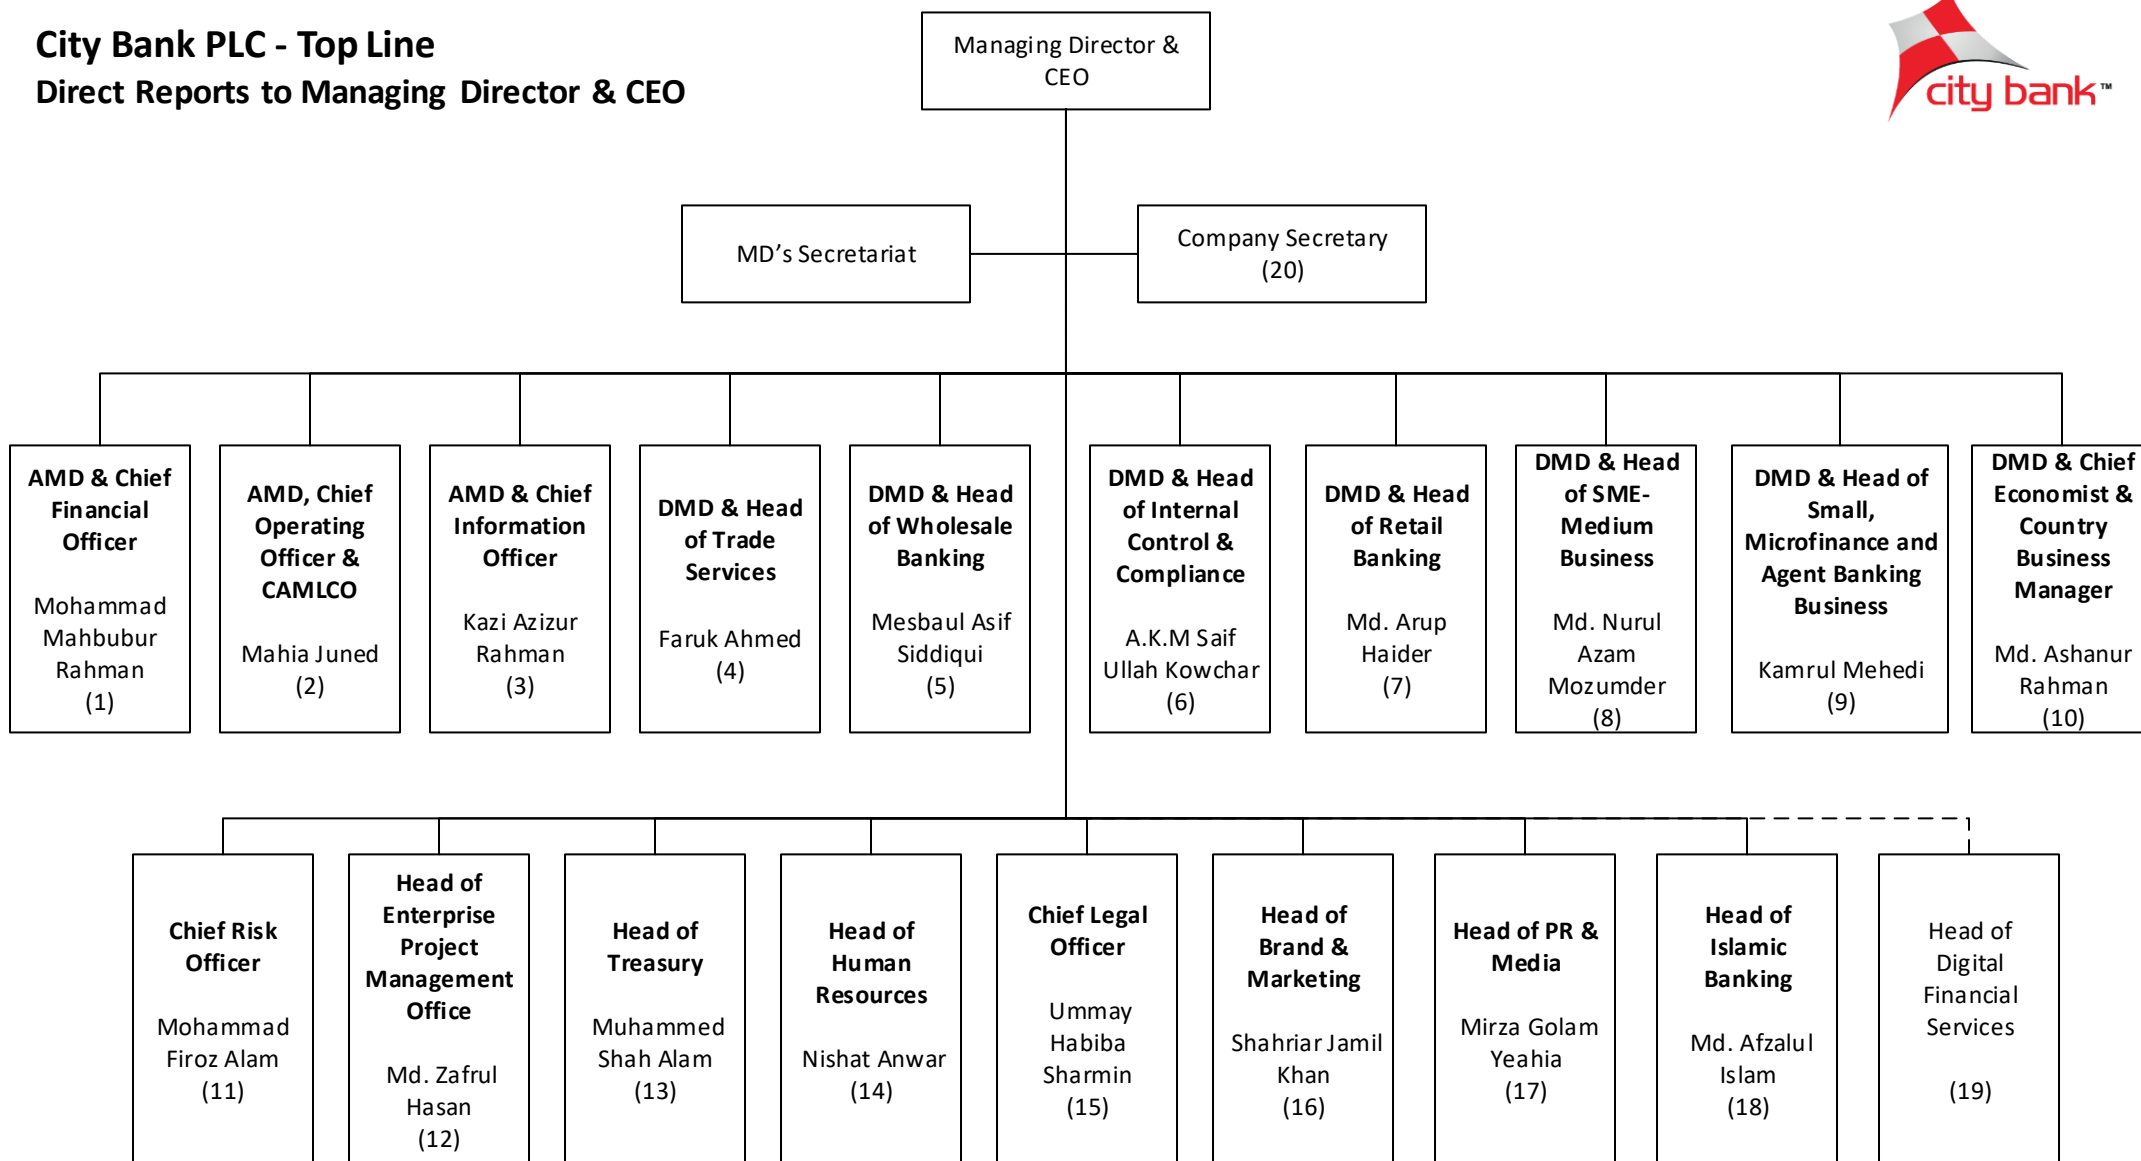 City Bank PLC - Top Line
Direct Reports to Managing Director & CEO
Managing Director &
CEO
city bank™
MD's Secretariat
Company Secretary
(20)
AMD & Chief
Financial
Officer
Mohammad
Mahbubur
Rahman
(1)
AMD, Chief
Operating
Officer &
CAMLCO
Mahia Juned
(2)
AMD & Chief
Information
Officer
Kazi Azizur
Rahman
(3)
DMD & Head
of Trade
Services
Faruk Ahmed
(4)
DMD & Head
of Wholesale
Banking
Mesbaul Asif
Siddiqui
(5)
DMD & Head
of Internal
Control &
Compliance
A.K.M Saif
Ullah Kowchar
(6)
DMD & Head
of Retail
Banking
Md. Arup
Haider
(7)
DMD & Head
of SME-
Medium
Business
Md. Nurul
Azam
Mozumder
(8)
DMD & Head of
Small,
Microfinance and
Agent Banking
Business
Kamrul Mehedi
(9)
DMD & Chief
Economist &
Country
Business
Manager
Md. Ashanur
Rahman
(10)
Chief Risk
Officer
Mohammad
Firoz Alam
(11)
Head of
Enterprise
Project
Management
Office
Md. Zafrul
Hasan
(12)
Head of
Treasury
Muhammed
Shah Alam
(13)
Head of
Human
Resources
Nishat Anwar
(14)
Chief Legal
Officer
Ummay
Habiba
Sharmin
(15)
Head of
Brand &
Marketing
Shahriar Jamil
Khan
(16)
Head of PR &
Media
Mirza Golam
Yeahia
(17)
Head of
Islamic
Banking
Md. Afzalul
Islam
(18)
Head of
Digital
Financial
Services
(19)